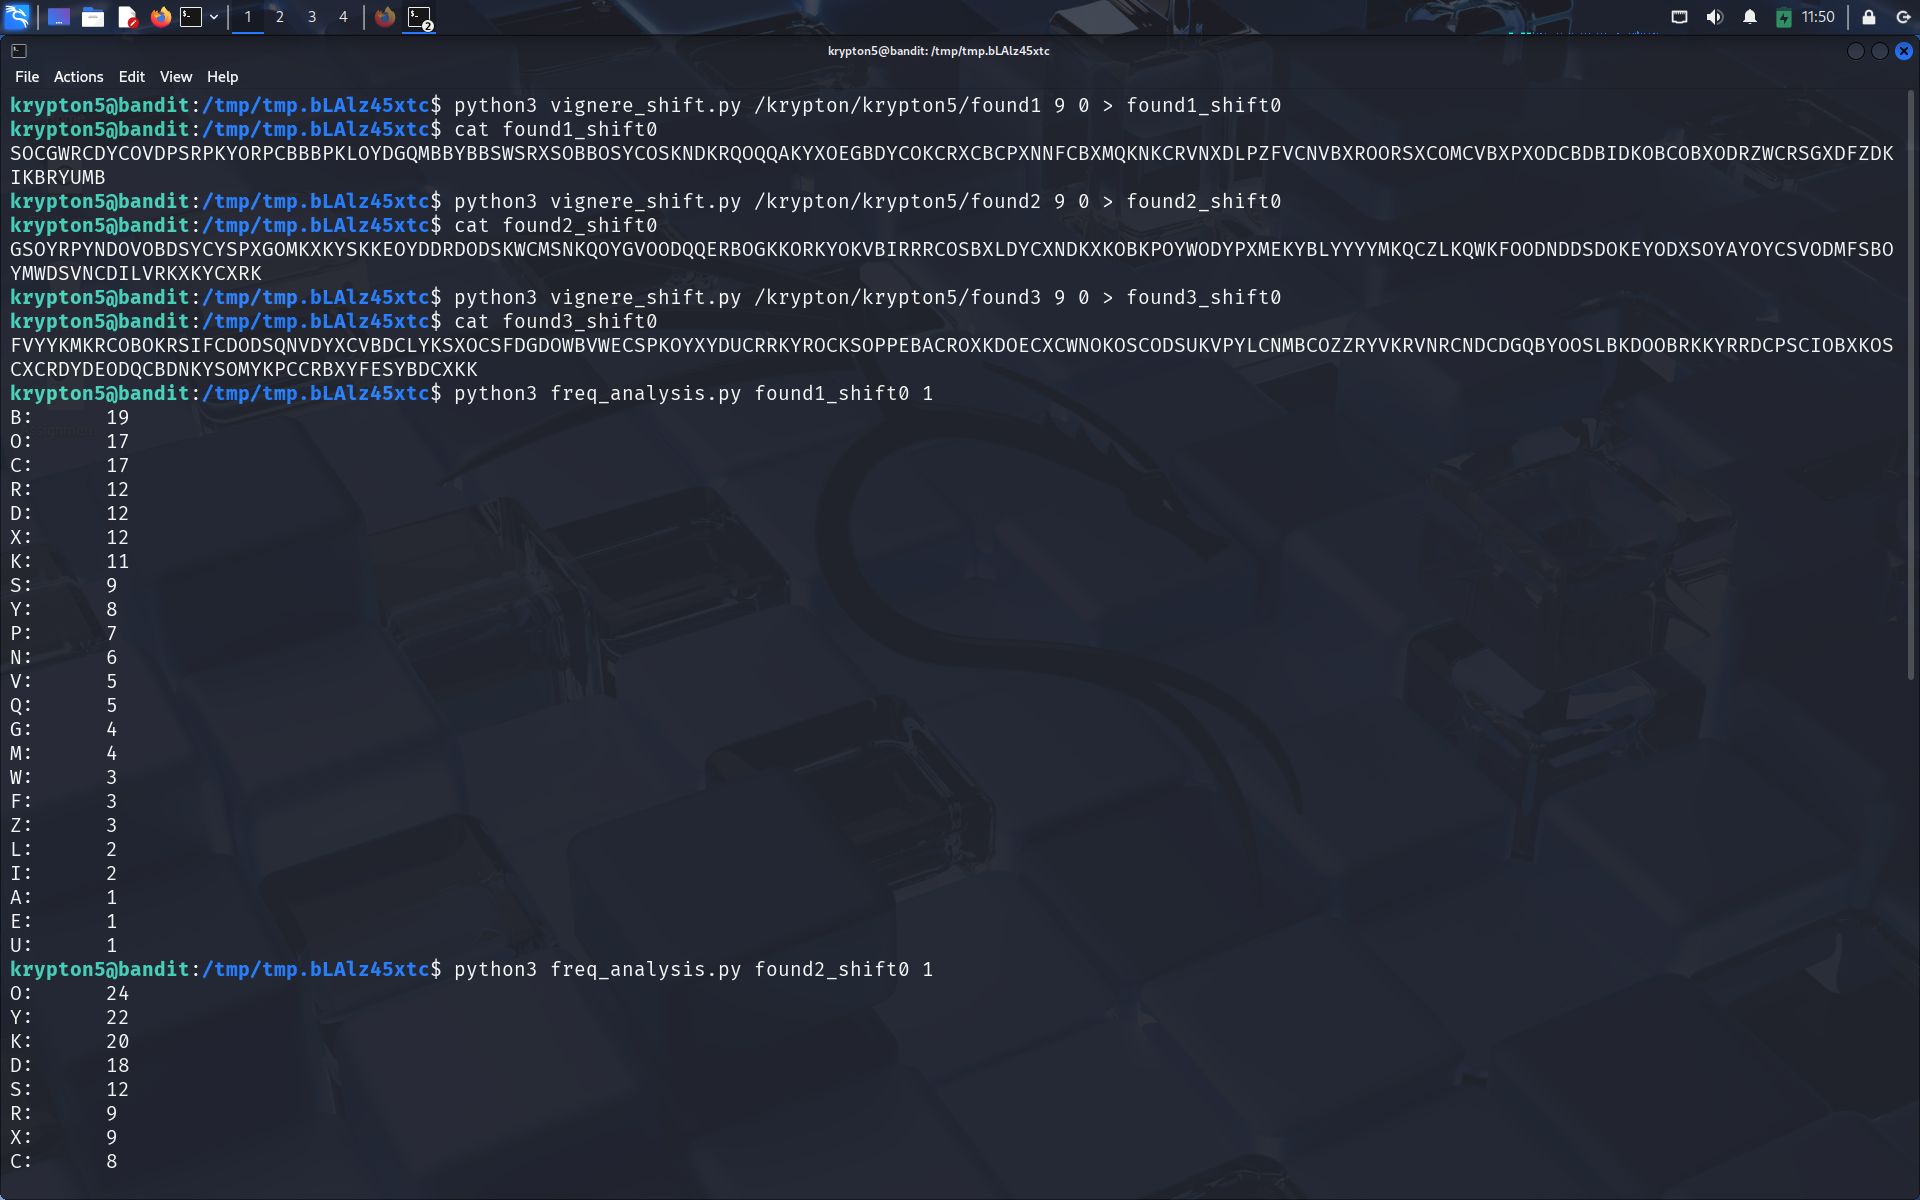 1 2 3 4 2 11:50
krypton5@bandit: /tmp/tmp.bLAlz45xtc
File Actions Edit View Help
krypton5@bandit:/tmp/tmp.bLAlz45xtc$ python3 vignere_shift.py /krypton/krypton5/found1 9 0 > found1_shift0
krypton5@bandit:/tmp/tmp.bLAlz45xtc$ cat found1_shift0
SOCGWRCDYCOVDPSRPKYORPCBBBPKLOYDGQMBBYBBSWSRXSOBBOSYCOSKNDKRQOQQAKYXOEGBDYCOKCRXCBCPXNNFCBXMQKNKCRVNXDLPZFVCNVBXROORSXCOMCVBXPXODCBDBIDKOBCOBXODRZWCRSGXDFZDK
IKBRYUMB
krypton5@bandit:/tmp/tmp.bLAlz45xtc$ python3 vignere_shift.py /krypton/krypton5/found2 9 0 > found2_shift0
krypton5@bandit:/tmp/tmp.bLAlz45xtc$ cat found2_shift0
GSOYRPYNDOVOBDSYCYSPXGOMKXKYSKKEOYDDRDODSKWCMSNKQOYGVOODQQERBOGKKORKYOKVBIRRRCOSBXLDYCXNDKXKOBKPOYWODYPXMEKYBLYYYYMKQCZLKQWKFOODNDDSDOKEYODXSOYAYOYCSVODMFSBO
YMWDSVNCDILVRKXKYCXRK
krypton5@bandit:/tmp/tmp.bLAlz45xtc$ python3 vignere_shift.py /krypton/krypton5/found3 9 0 > found3_shift0
krypton5@bandit:/tmp/tmp.bLAlz45xtc$ cat found3_shift0
FVYYKMKRCOBOKRSIFCDODSQNVDYXCVBDCLYKSXOCSFDGDOWBVWECSPKOYXYDUCRRKYROCKSOPPEBACROXKDOECXCWNOKOSCODSUKVPYLCNMBCOZZRYVKRVNRCNDCDGQBYOOSLBKDOOBRKKYRRDCPSCIOBXKOS
CXCRDYDEODQCBDNKYSOMYKPCCRBXYFESYBDCXKK
krypton5@bandit:/tmp/tmp.bLAlz45xtc$ python3 freq_analysis.py found1_shift0 1
B: 19
O: 17
C: 17
R: 12
D: 12
X: 12
K: 11
S: 9
Y: 8
P: 7
N: 6
V: 5
Q: 5
G: 4
M: 4
W: 3
F: 3
Z: 3
L: 2
I: 2
A: 1
E: 1
U: 1
krypton5@bandit:/tmp/tmp.bLAlz45xtc$ python3 freq_analysis.py found2_shift0 1
O: 24
Y: 22
K: 20
D: 18
S: 12
R: 9
X: 9
C: 8